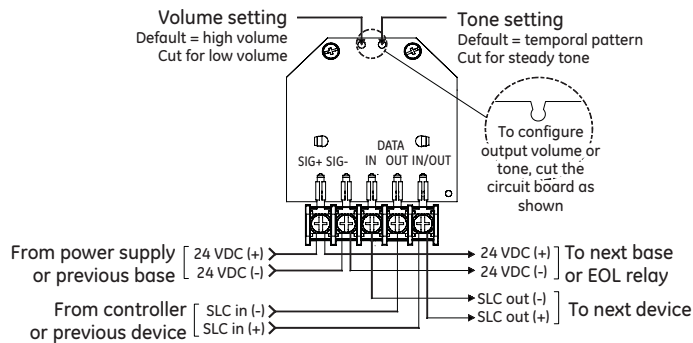 Volume setting
Default = high volume
Cut for low volume
Tone setting
Default = temporal pattern
Cut for steady tone
To configure
output volume or
tone, cut the
circuit board as
shown
DATA
SIG+ SIG- IN OUT IN/OUT
From power supply
or previous base
24 VDC (+)
24 VDC (-)
24 VDC (+)
24 VDC (-)
To next base
or EOL relay
From controller
or previous device
SLC in (-)
SLC in (+)
SLC out (-)
SLC out (+)
To next device